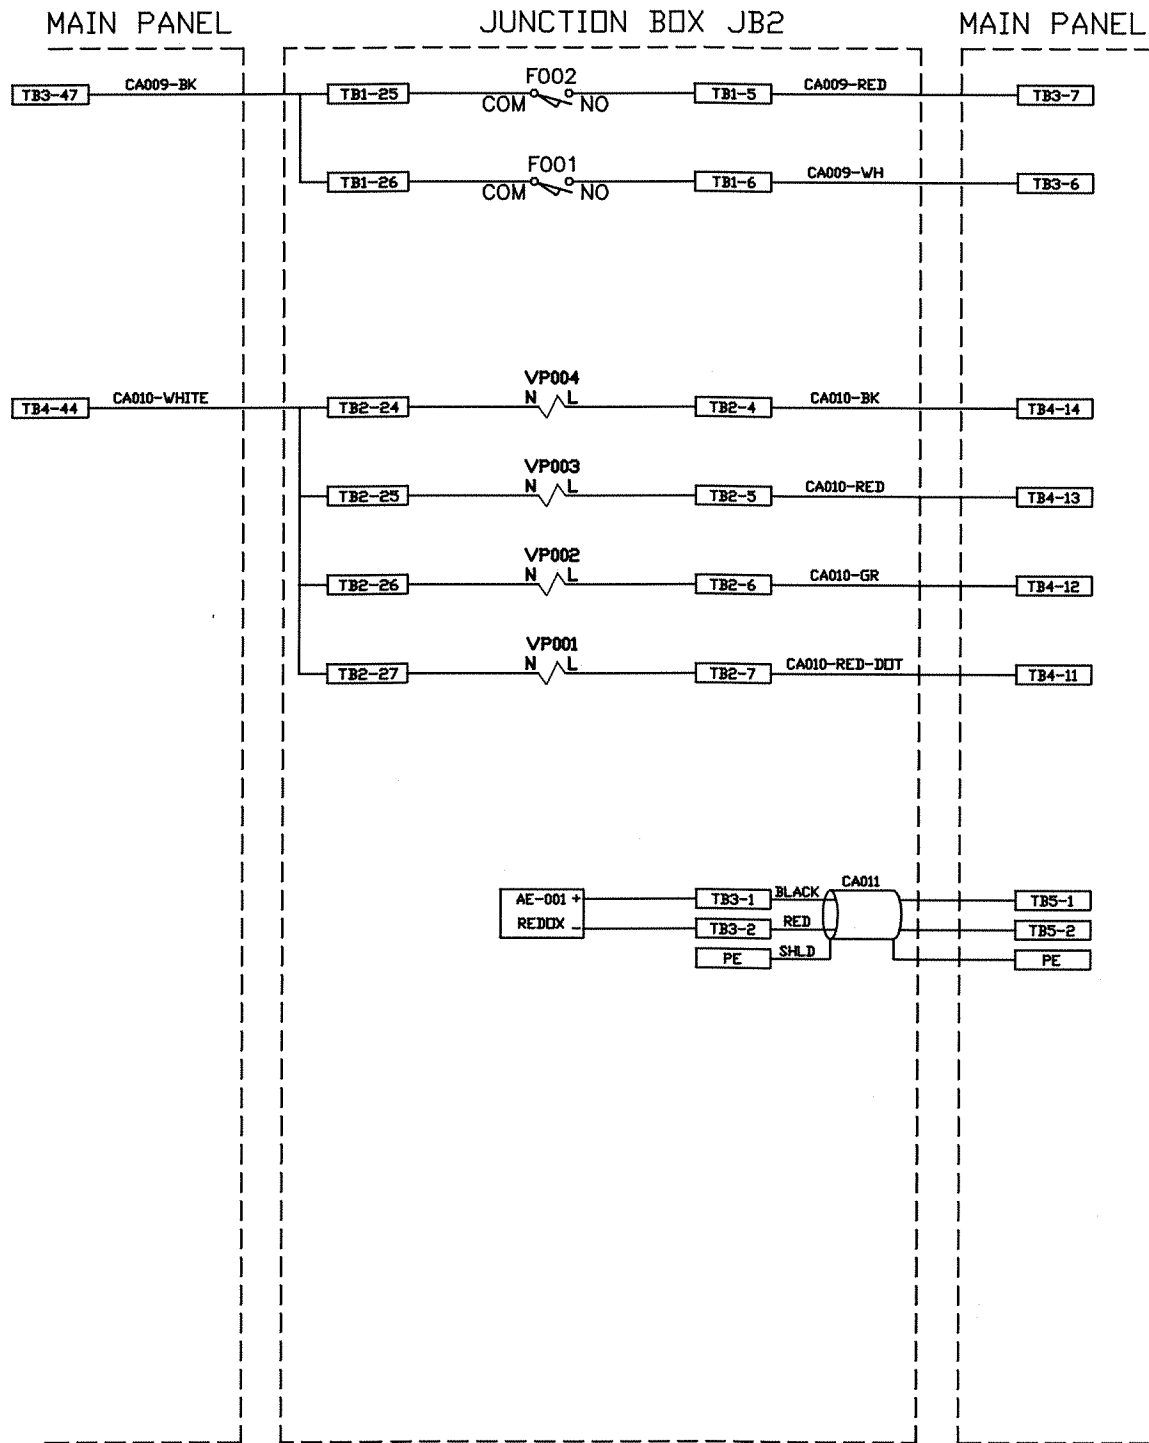 MAIN PANEL JUNCTION BOX JB2 MAIN PANEL
TB3-47 CA009-BK TB1-25 F002 COM NO TB1-5 CA009-RED TB3-7
TB1-26 F001 COM NO TB1-6 CA009-WH TB3-6
TB4-44 CA010-WHITE TB2-24 VP004 N L TB2-4 CA010-BK TB4-14
TB2-25 VP003 N L TB2-5 CA010-RED TB4-13
TB2-26 VP002 N L TB2-6 CA010-GR TB4-12
TB2-27 VP001 N L TB2-7 CA010-RED-DOT TB4-11
AE-001 + TB3-1 BLACK CA011 TB5-1
REDOX - TB3-2 RED TB5-2
PE SHLD PE